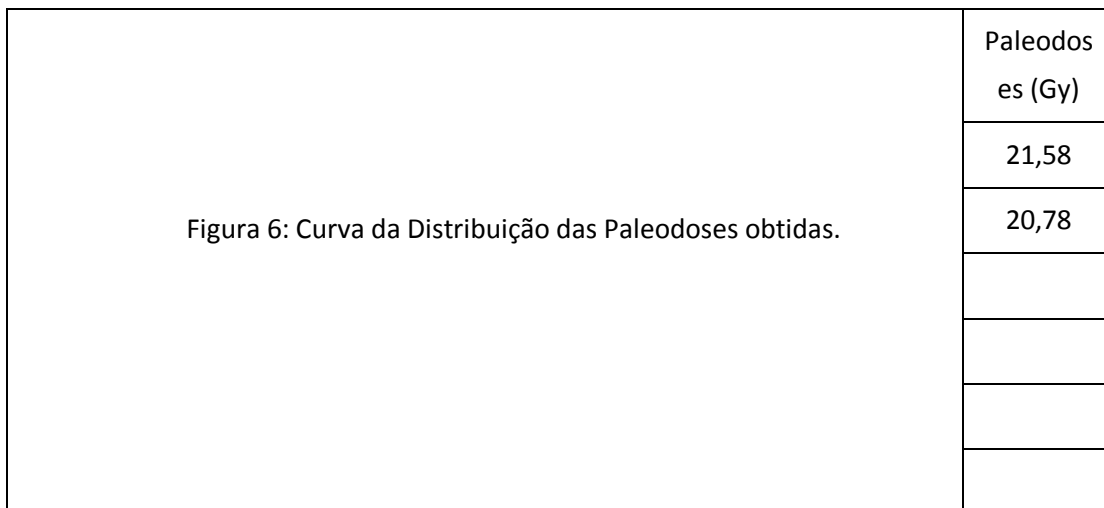 Paleodos
es (Gy)
21,58
Figura 6: Curva da Distribuição das Paleodoses obtidas.
20,78